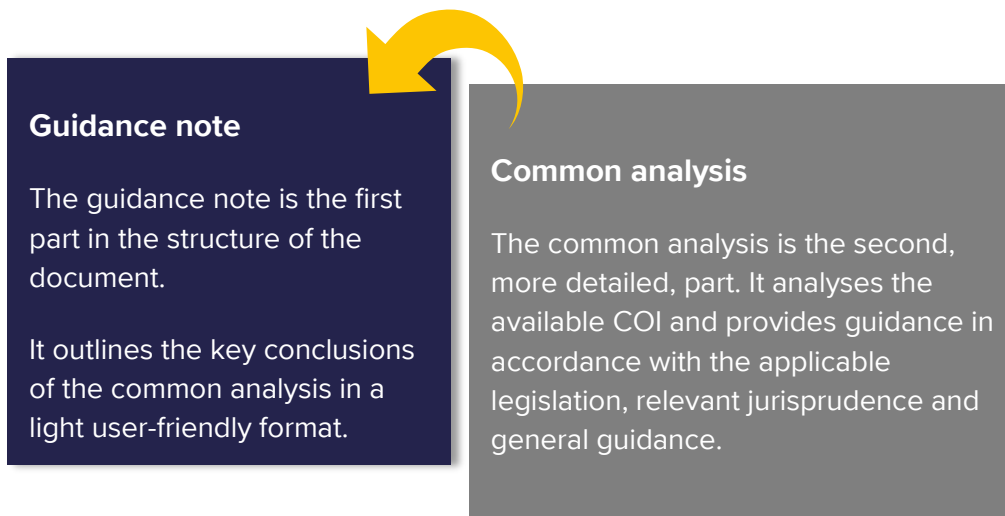 Guidance note
The guidance note is the first
part in the structure of the
document.
It outlines the key conclusions
of the common analysis in a
light user-friendly format.
Common analysis
The common analysis is the second,
more detailed, part. It analyses the
available COI and provides guidance in
accordance with the applicable
legislation, relevant jurisprudence and
general guidance.